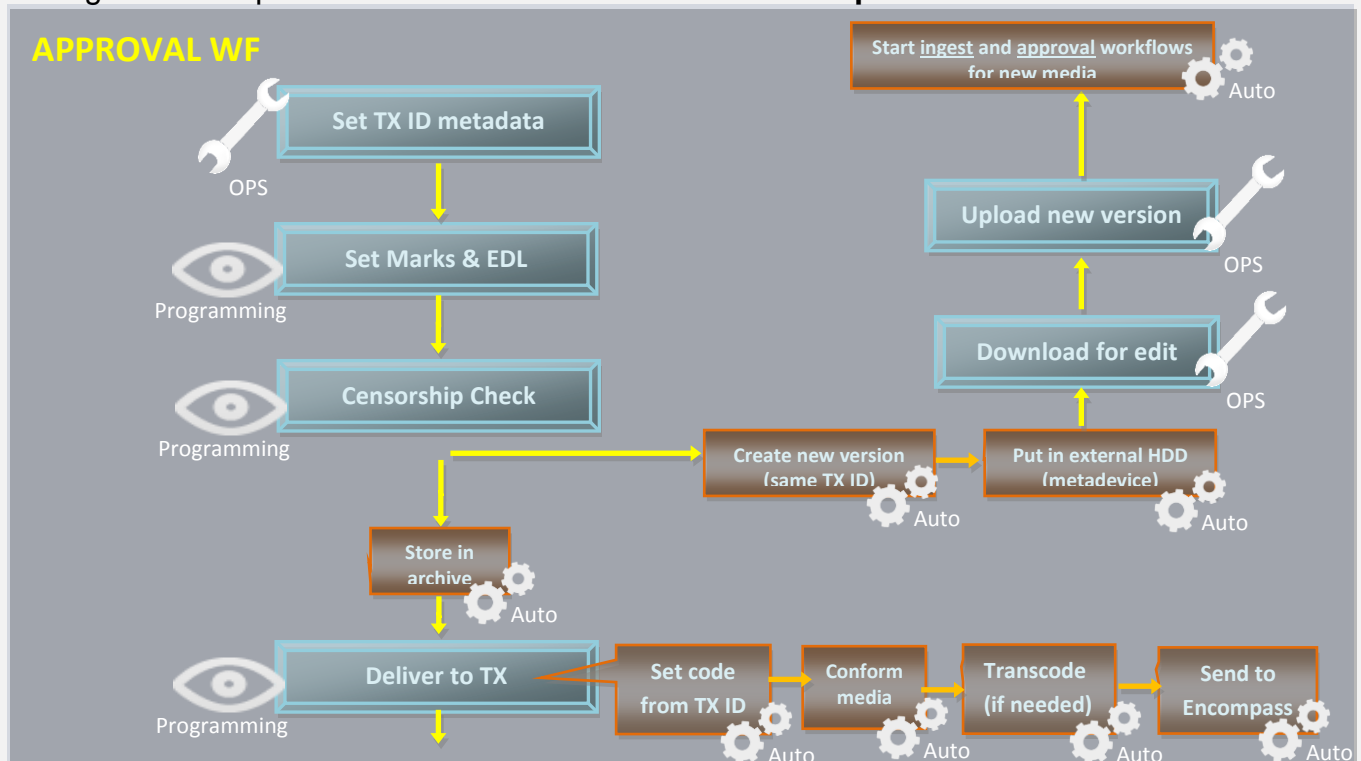 APPROVAL WF
Set TX ID metadata
OPS
Set Marks & EDL
Programming
Censorship Check
Programming
Store in
archive
Auto
Deliver to TX
Programming
Set code
from TX ID
Auto
Conform
media
Auto
Transcode
(if needed)
Auto
Send to
Encompass
Auto
Create new version
(same TX ID)
Auto
Put in external HDD
(metadevice)
Auto
Download for edit
OPS
Upload new version
OPS
Start ingest and approval workflows
for new media
Auto